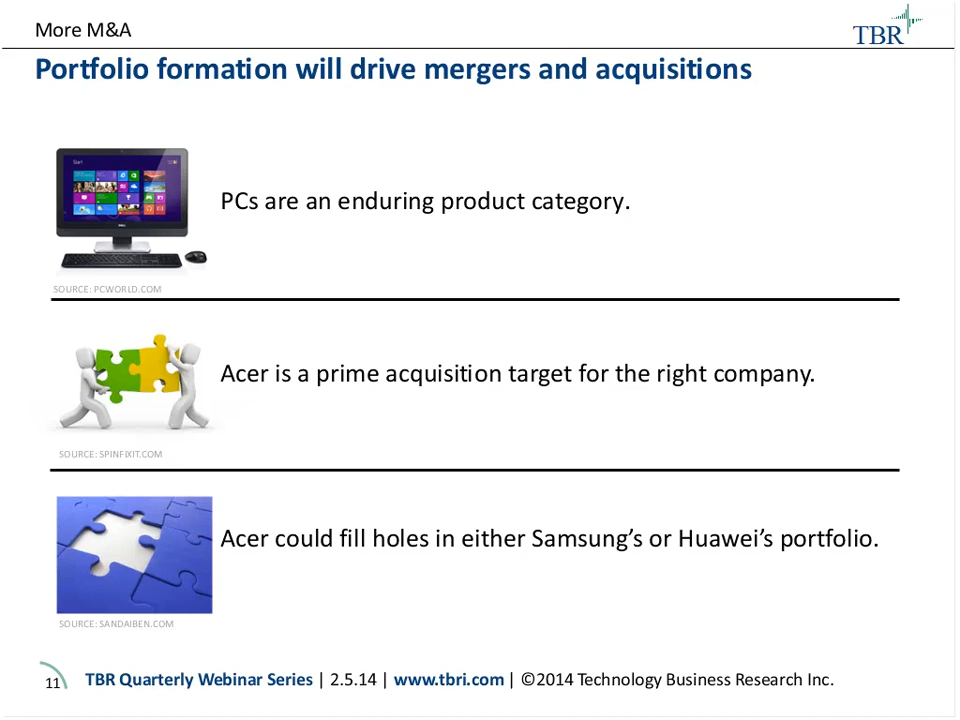 More M&A
TBR
Portfolio formation will drive mergers and acquisitions
Start
DELL
PCs are an enduring product category.
SOURCE: PCWORLD.COM
Acer is a prime acquisition target for the right company.
SOURCE: SPINFIXIT.COM
Acer could fill holes in either Samsung’s or Huawei’s portfolio.
SOURCE: SANDAIBEN.COM
11 TBR Quarterly Webinar Series | 2.5.14 | www.tbri.com | ©2014 Technology Business Research Inc.